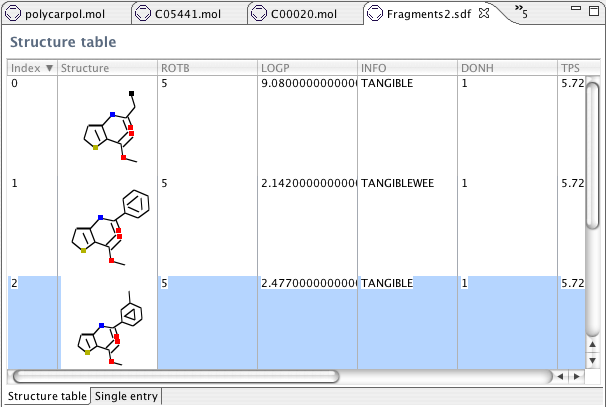 polycarpol.mol C05441.mol C00020.mol Fragments2.sdf 5
Structure table
Index Structure ROTB LOGP INFO DONH TPS
0 5 9.08000000000000 TANGIBLE 1 5.72
1 5 2.14200000000000 TANGIBLEWEE 1 5.72
2 5 2.47700000000000 TANGIBLE 1 5.72
Structure table Single entry